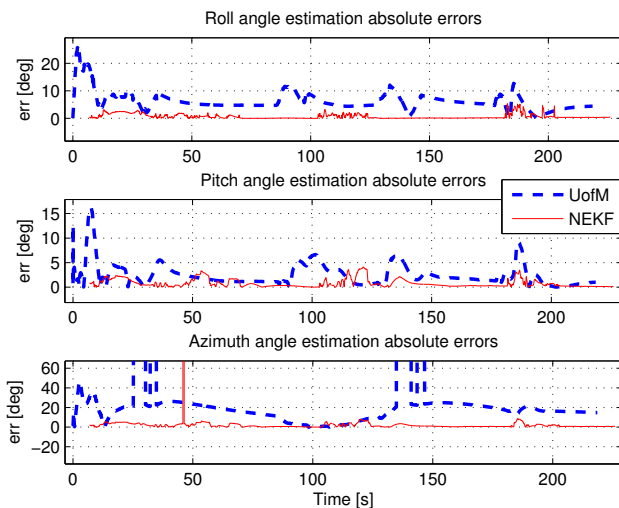 Roll angle estimation absolute errors
err [deg]
20
10
0
0 50 100 150 200
Pitch angle estimation absolute errors
err [deg]
15
10
5
0
UofM
NEKF
0 50 100 150 200
Azimuth angle estimation absolute errors
err [deg]
60
40
20
0
−20
0 50 100 150 200
Time [s]